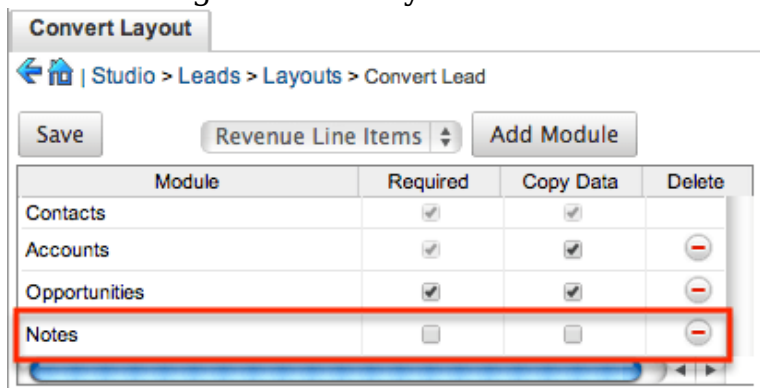 Convert Layout
| Studio > Leads > Layouts > Convert Lead
Save Revenue Line Items Add Module
Module Required Copy Data Delete
Contacts
Accounts
Opportunities
Notes